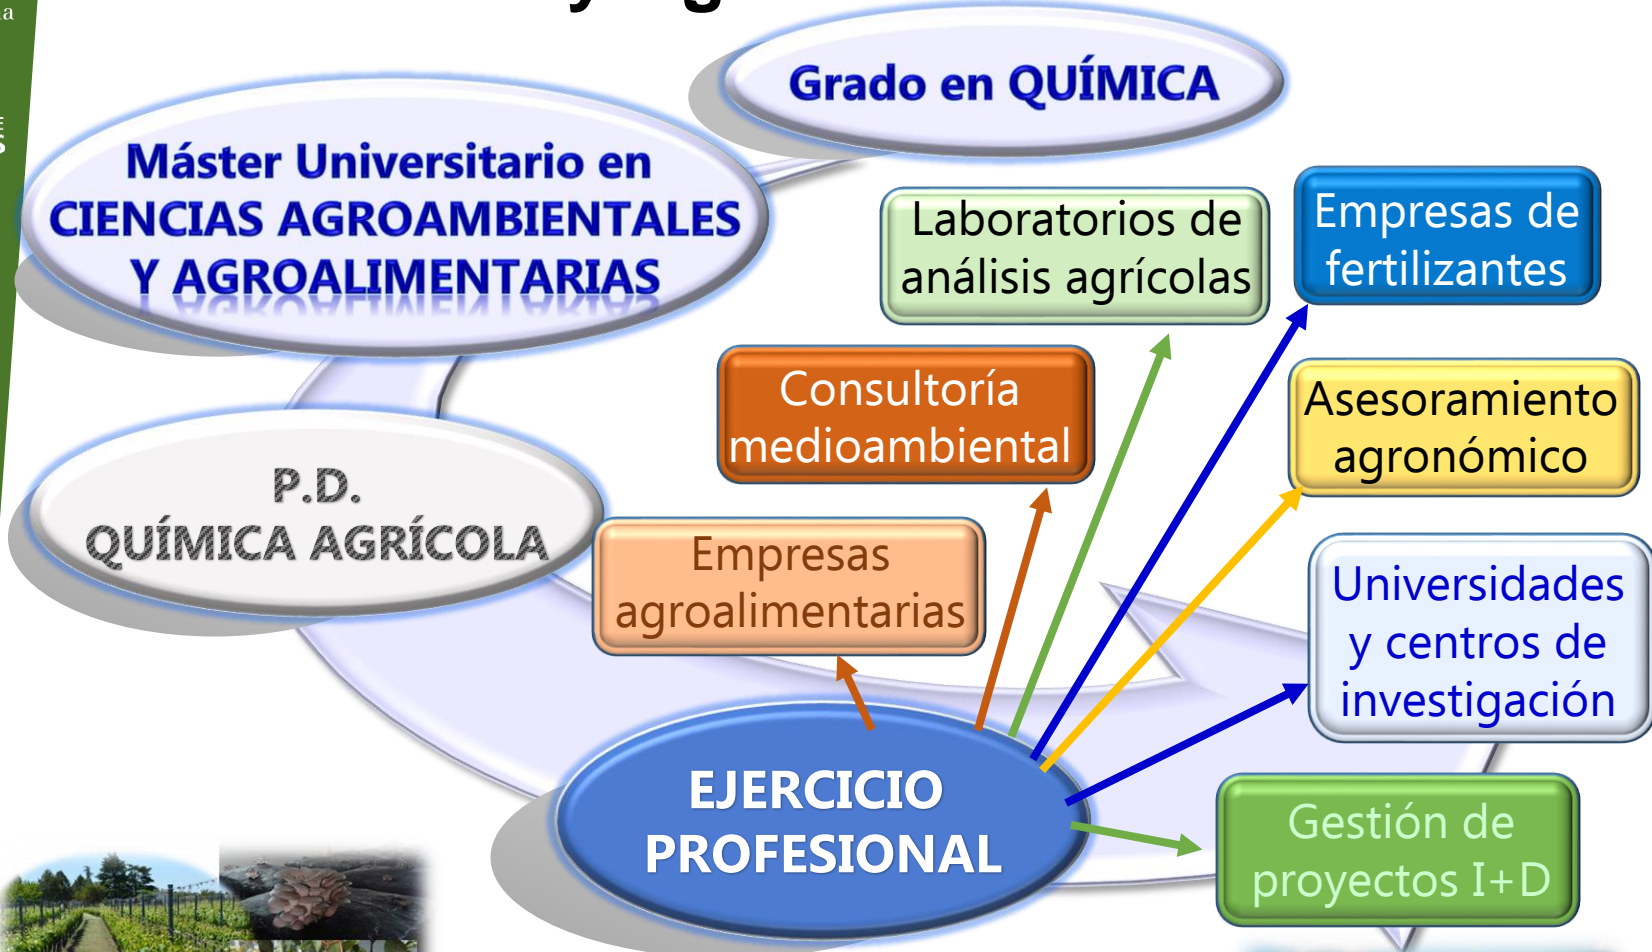 Grado en QUÍMICA
Máster Universitario en
CIENCIAS AGROAMBIENTALES
Y AGROALIMENTARIAS
Laboratorios de
análisis agrícolas
Empresas de
fertilizantes
Consultoría
medioambiental
Asesoramiento
agronómico
P.D.
QUÍMICA AGRÍCOLA
Empresas
agroalimentarias
Universidades
y centros de
investigación
EJERCICIO
PROFESIONAL
Gestión de
proyectos I+D